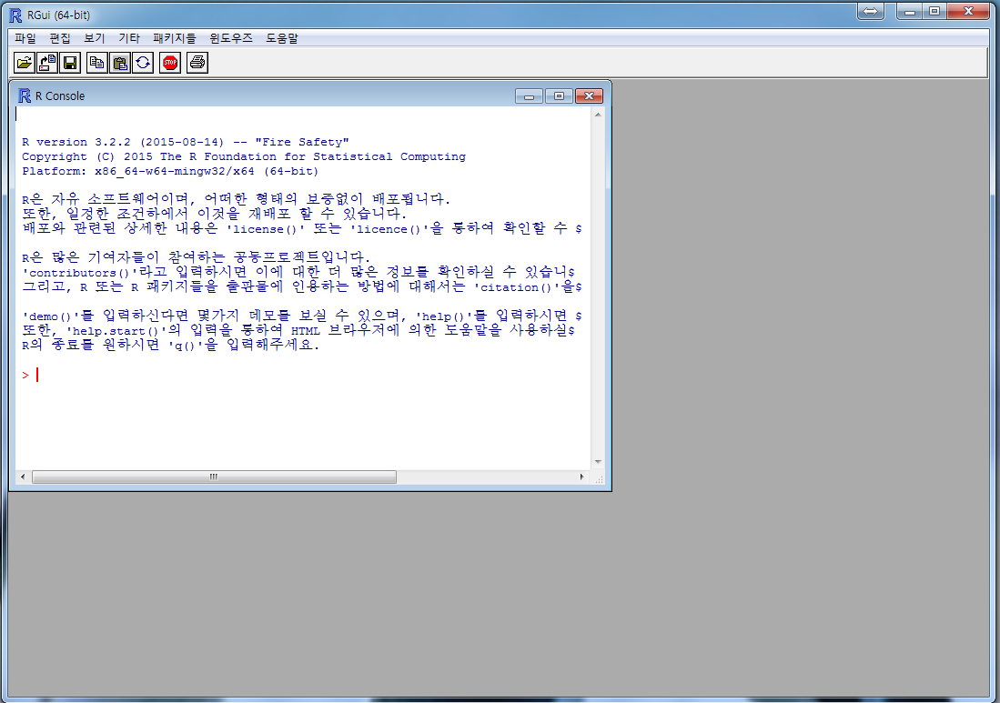 RGui (64-bit)
파일 편집 보기 기타 패키지들 윈도우즈 도움말
STOP
R Console
R version 3.2.2 (2015-08-14) -- "Fire Safety"
Copyright (C) 2015 The R Foundation for Statistical Computing
Platform: x86_64-w64-mingw32/x64 (64-bit)
R은 자유 소프트웨어이며, 어떠한 형태의 보증없이 배포됩니다.
또한, 일정한 조건하에서 이것을 재배포 할 수 있습니다.
배포와 관련된 상세한 내용은 'license()' 또는 'licence()'을 통하여 확인할 수 $
R은 많은 기여자들이 참여하는 공동프로젝트입니다.
'contributors()'라고 입력하시면 이에 대한 더 많은 정보를 확인하실 수 있습니$
그리고, R 또는 R 패키지들을 출판물에 인용하는 방법에 대해서는 'citation()'을$
'demo()'를 입력하신다면 몇가지 데모를 보실 수 있으며, 'help()'를 입력하시면 $
또한, 'help.start()'의 입력을 통하여 HTML 브라우저에 의한 도움말을 사용하실$
R의 종료를 원하시면 'q()'을 입력해주세요.
>